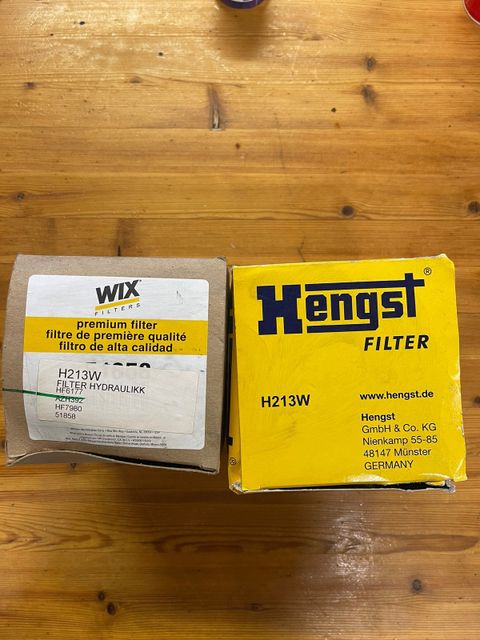 WIX®
FILTERS
premium filter
filtre de première qualité
filtro de alta calidad
H213W
FILTER HYDRAULIKK
HF6177
HF7980
51858
Hengst®
FILTER
H213W
www.hengst.de
Hengst
GmbH & Co. KG
Nienkamp 55-85
48147 Münster
GERMANY